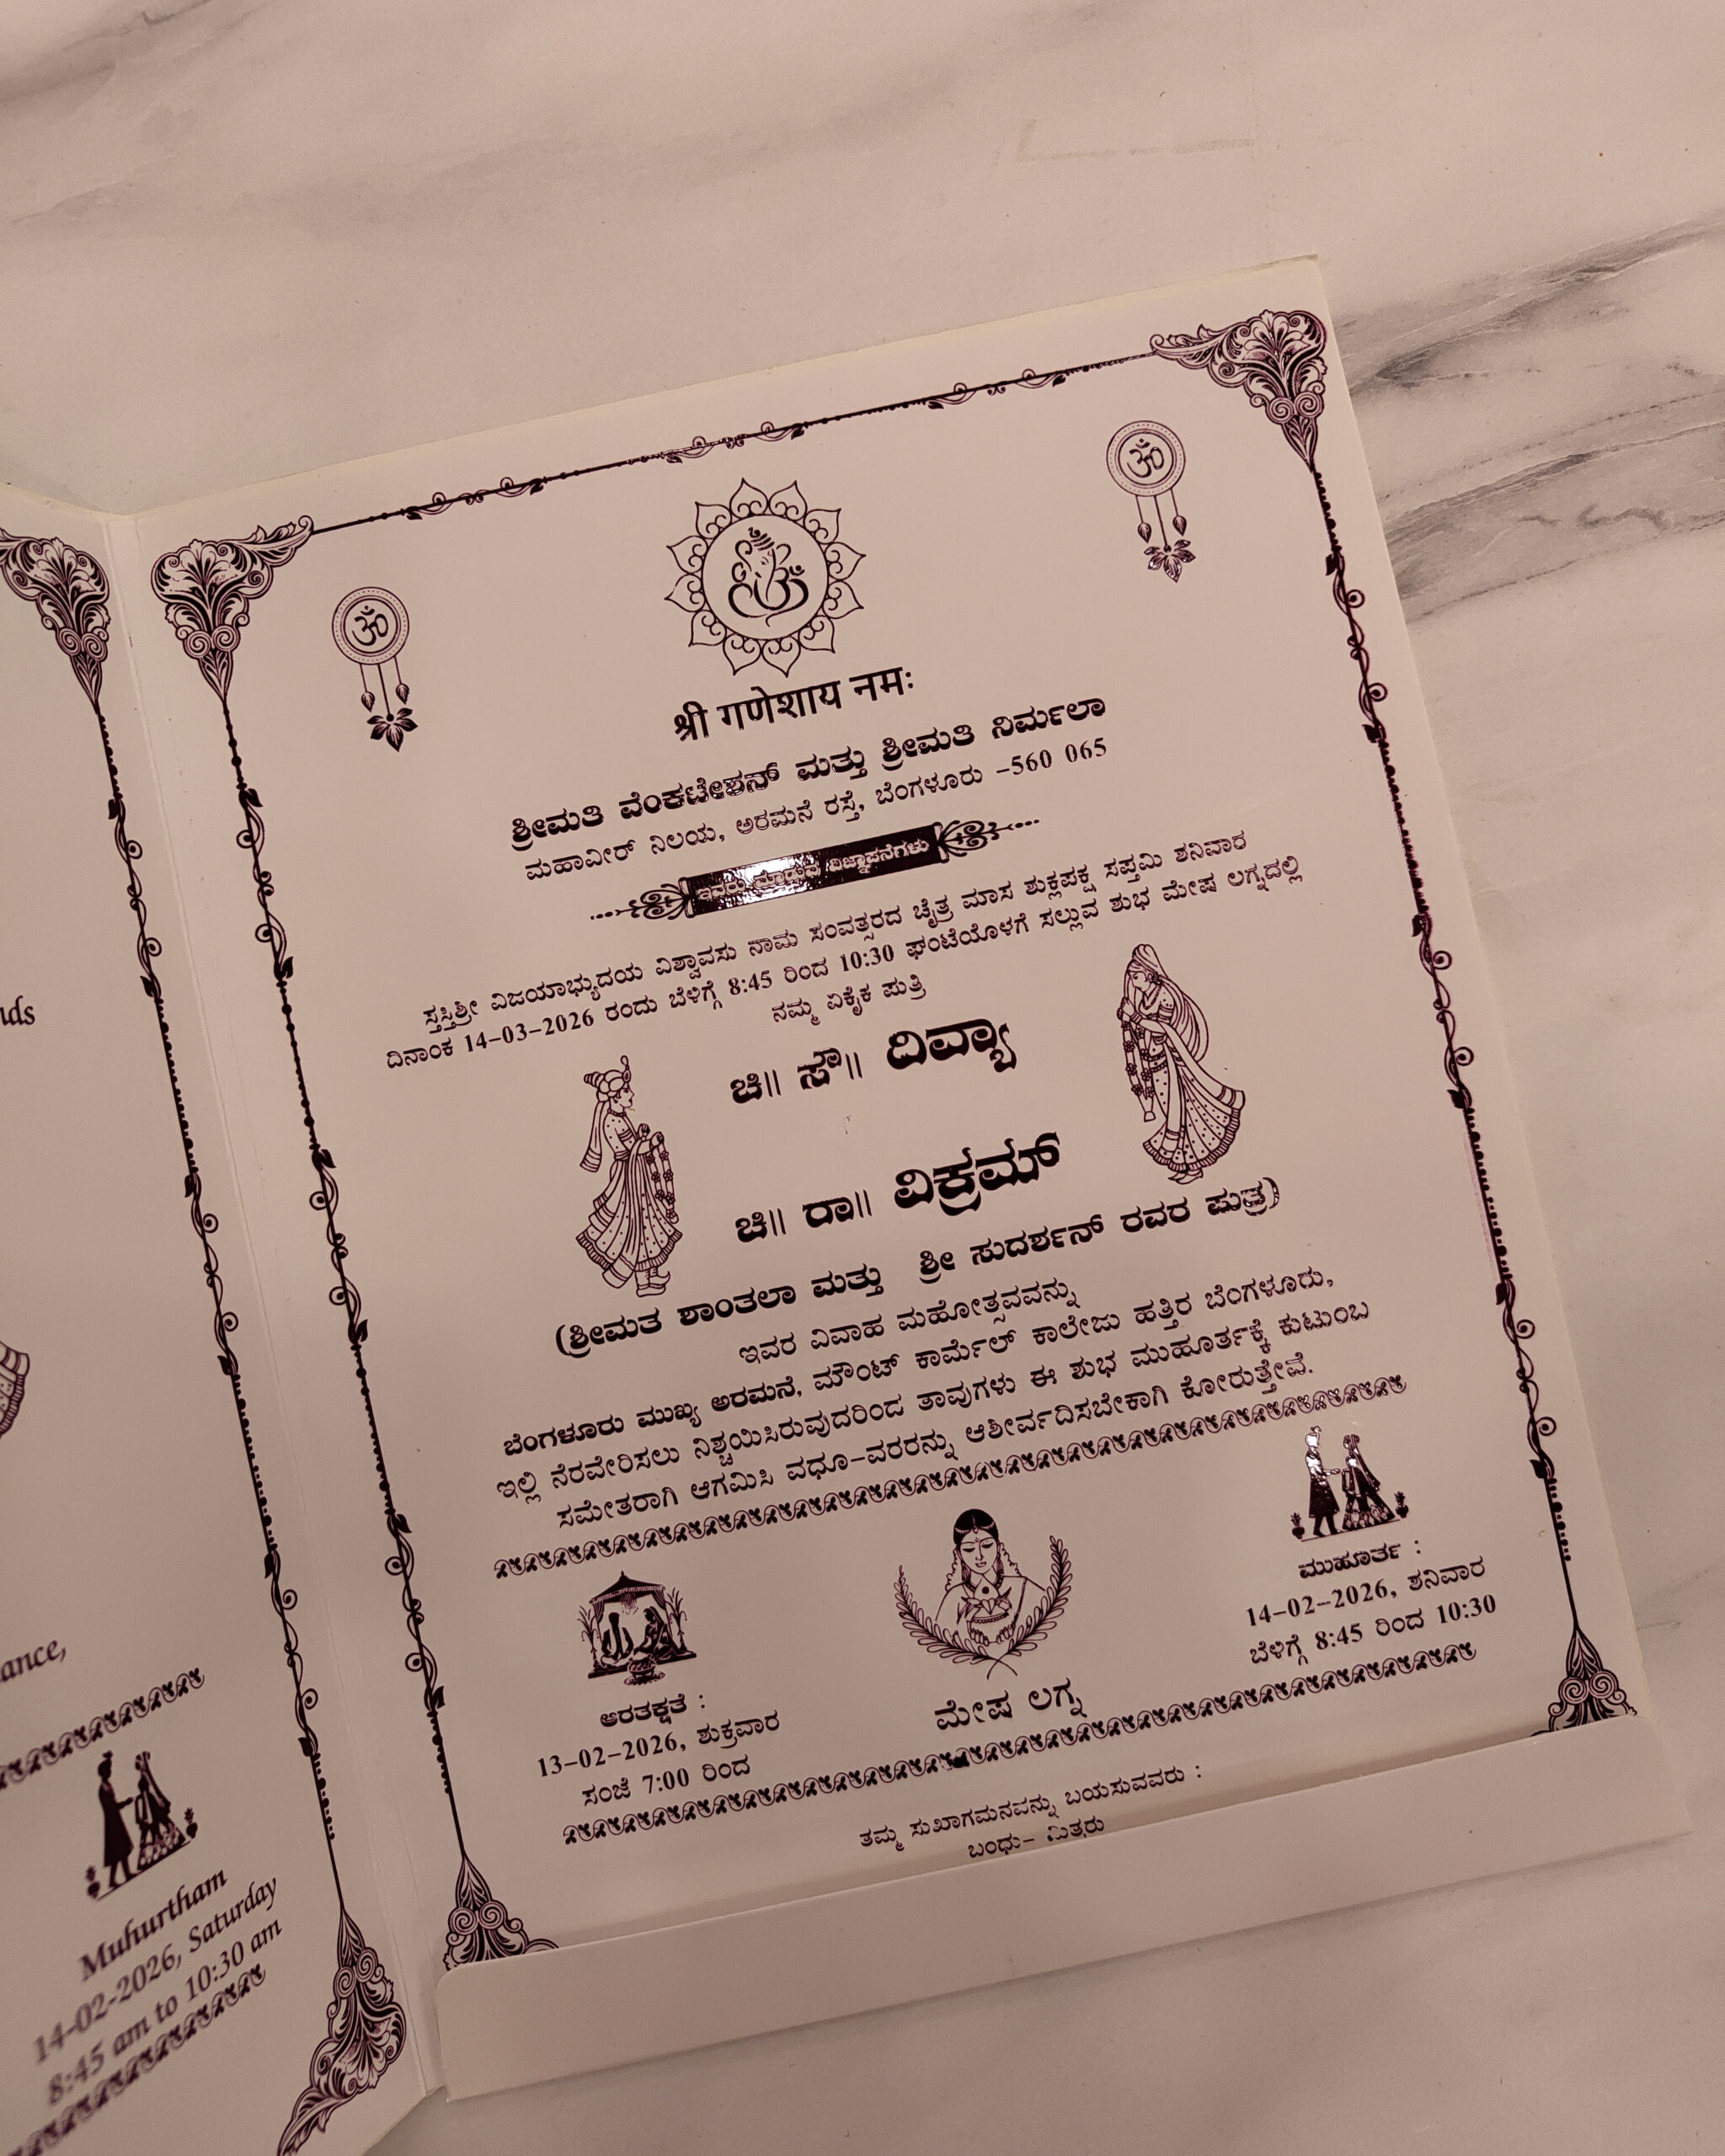 श्री गणेशाय नमः
ಶ್ರೀಮತಿ ವೆಂಕಟೇಶನ್ ಮತ್ತು ಶ್ರೀಮತಿ ನಿರ್ಮಲಾ
ಮಹಾವೀರ್ ನಿಲಯ, ಅರಮನೆ ರಸ್ತೆ, ಬೆಂಗಳೂರು -560 065
ಇವರು ಮಾಡುವ ವಿಜ್ಞಾಪನೆಗಳು
ಸ್ವಸ್ತಿಶ್ರೀ ವಿಜಯಾಭ್ಯುದಯ ವಿಶ್ವಾವಸು ನಾಮ ಸಂವತ್ಸರದ ಚೈತ್ರ ಮಾಸ ಶುಕ್ಲಪಕ್ಷ ಸಪ್ತಮಿ ಶನಿವಾರ
ದಿನಾಂಕ 14-03-2026 ರಂದು ಬೆಳಿಗ್ಗೆ 8:45 ರಿಂದ 10:30 ಘಂಟೆಯೊಳಗೆ ಸಲ್ಲುವ ಶುಭ ಮೇಷ ಲಗ್ನದಲ್ಲಿ
ನಮ್ಮ ಏಕೈಕ ಪುತ್ರಿ
ಚಿ|| ಸೌ|| ದಿವ್ಯಾ
ಚಿ|| ರಾ|| ವಿಕ್ರಮ್
(ಶ್ರೀಮತ ಶಾಂತಲಾ ಮತ್ತು ಶ್ರೀ ಸುದರ್ಶನ್ ರವರ ಪುತ್ರ)
ಇವರ ವಿವಾಹ ಮಹೋತ್ಸವವನ್ನು
ಬೆಂಗಳೂರು ಮುಖ್ಯ ಅರಮನೆ, ಮೌಂಟ್ ಕಾರ್ಮೆಲ್ ಕಾಲೇಜು ಹತ್ತಿರ ಬೆಂಗಳೂರು,
ಇಲ್ಲಿ ನೆರವೇರಿಸಲು ನಿಶ್ಚಯಿಸಿರುವುದರಿಂದ ತಾವುಗಳು ಈ ಶುಭ ಮುಹೂರ್ತಕ್ಕೆ ಕುಟುಂಬ
ಸಮೇತರಾಗಿ ಆಗಮಿಸಿ ವಧೂ-ವರರನ್ನು ಆಶೀರ್ವದಿಸಬೇಕಾಗಿ ಕೋರುತ್ತೇವೆ.
ಆರತಕ್ಷತೆ :
13-02-2026, ಶುಕ್ರವಾರ
ಸಂಜೆ 7:00 ರಿಂದ
ಮೇಷ ಲಗ್ನ
ಮುಹೂರ್ತ :
14-02-2026, ಶನಿವಾರ
ಬೆಳಿಗ್ಗೆ 8:45 ರಿಂದ 10:30
ತಮ್ಮ ಸುಖಾಗಮನವನ್ನು ಬಯಸುವವರು :
ಬಂಧು- ಮಿತ್ರರು
Muhurtham
14-02-2026, Saturday
8:45 am to 10:30 am